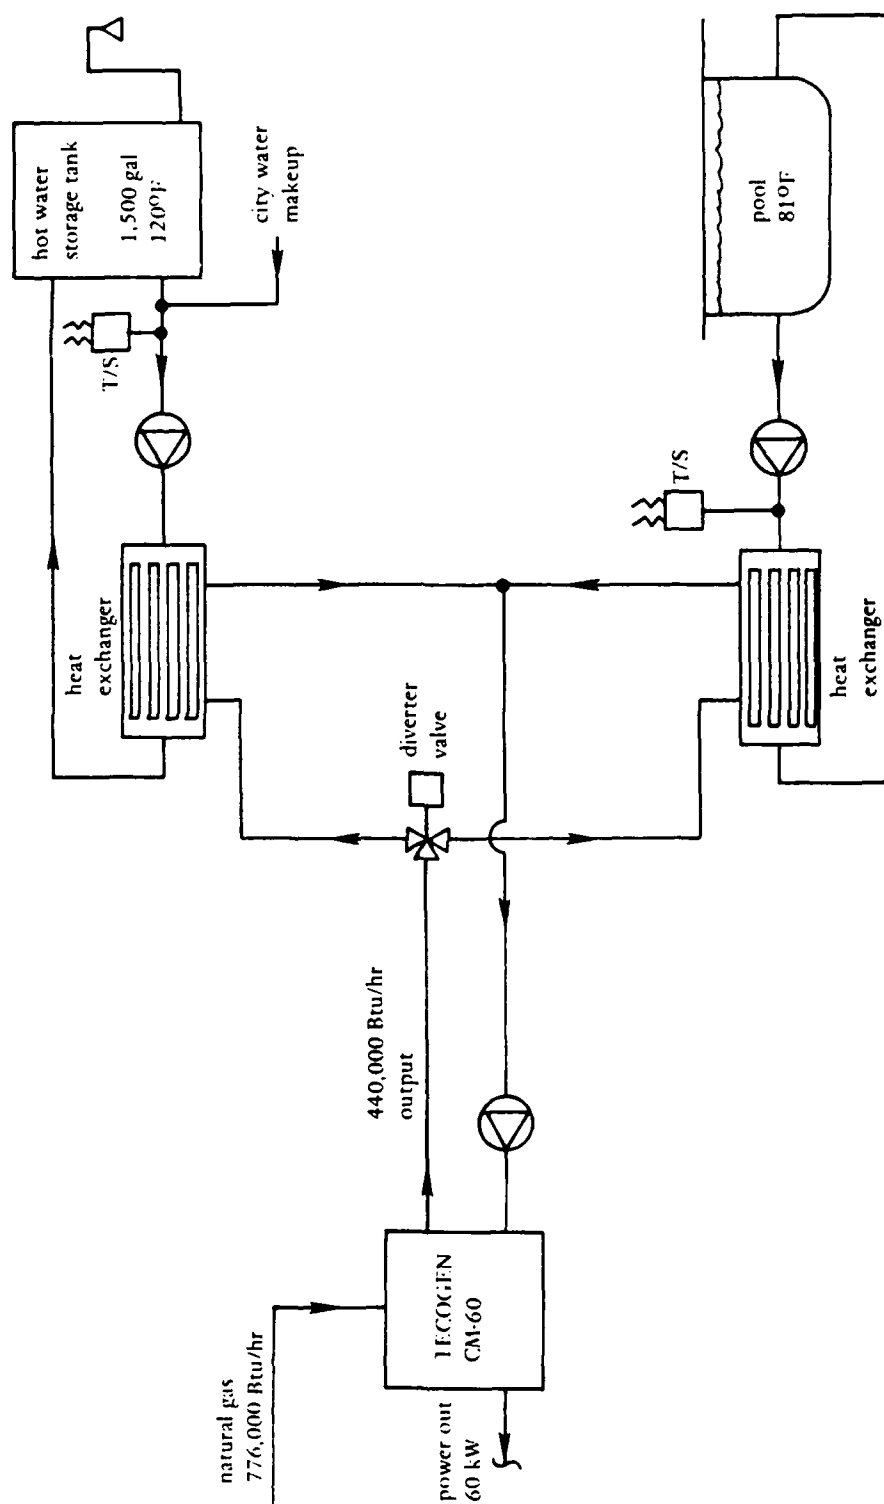 hot water
storage tank
1,500 gal
120°F
city water
makeup
T/S
heat
exchanger
diverter
valve
440,000 Btu/hr
output
natural gas
776,000 Btu/hr
TECOGEN
CM-60
power out
60 kW
pool
81°F
T/S
heat
exchanger